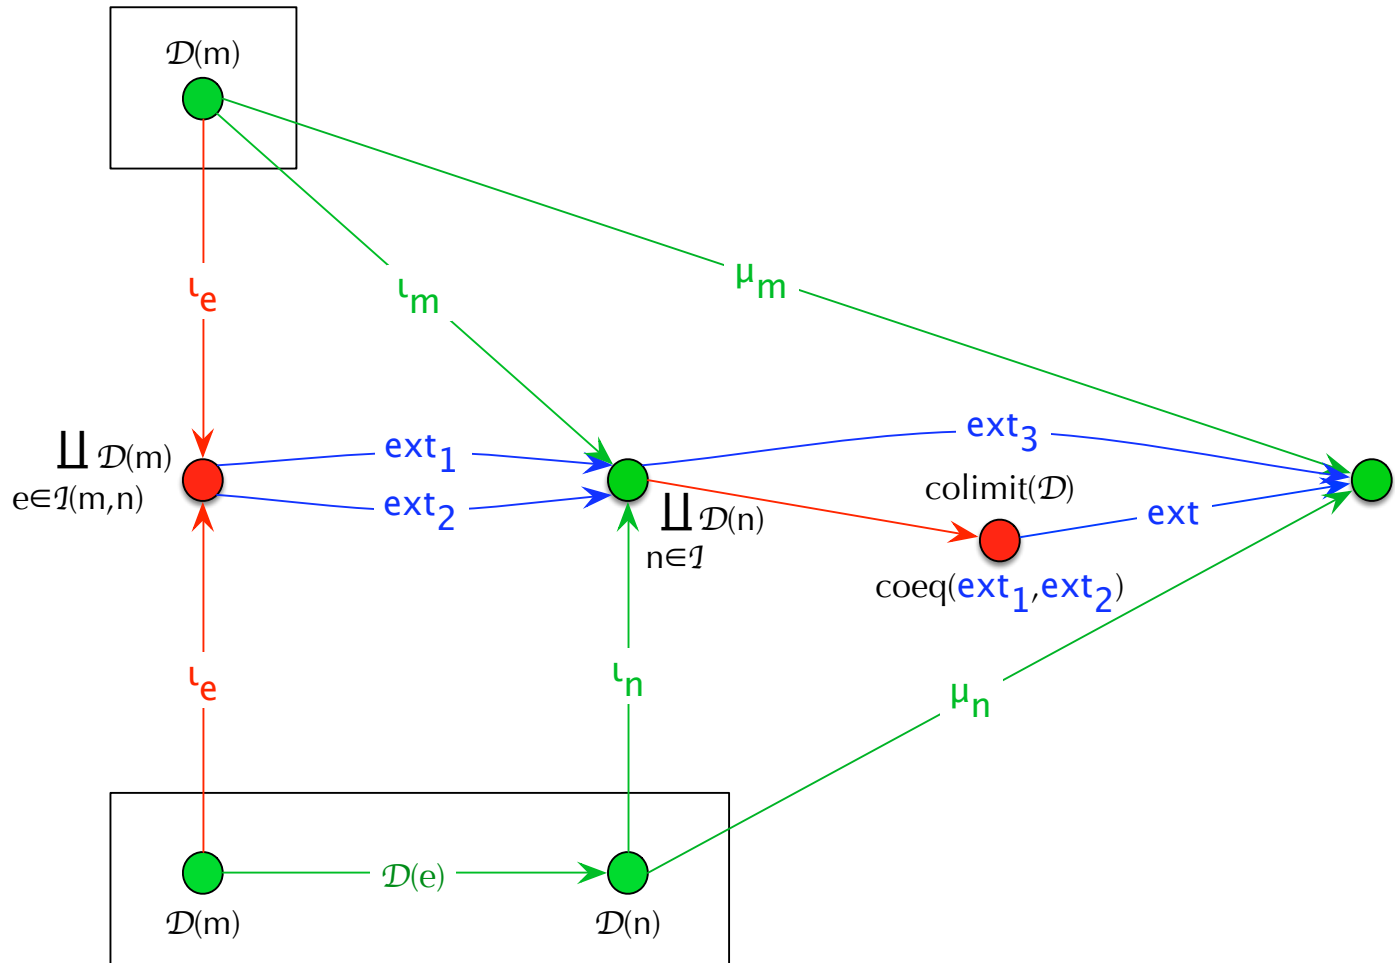 𝒟(m)
ι_e
ι_m
μ_m
∐ 𝒟(m)
e∈ℐ(m,n)
ext_1
ext_2
ext_3
∐ 𝒟(n)
n∈ℐ
colimit(𝒟)
ext
coeq(ext_1,ext_2)
ι_e
ι_n
μ_n
𝒟(e)
𝒟(m)
𝒟(n)